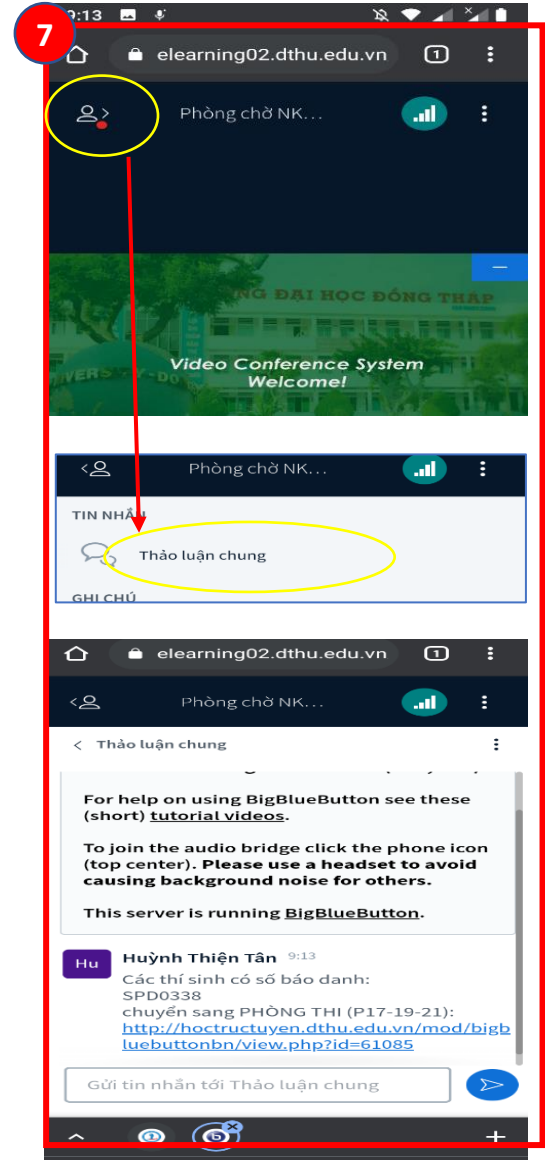 7
9:13
elearning02.dthu.edu.vn
1
Phòng chờ NK...
NG ĐẠI HỌC ĐỒNG THÁP
Video Conference System
Welcome!
Phòng chờ NK...
TIN NHẮN
Thảo luận chung
GHI CHÚ
elearning02.dthu.edu.vn
1
Phòng chờ NK...
< Thảo luận chung
For help on using BigBlueButton see these
(short) tutorial videos.
To join the audio bridge click the phone icon
(top center). Please use a headset to avoid
causing background noise for others.
This server is running BigBlueButton.
Hu
Huỳnh Thiện Tân 9:13
Các thí sinh có số báo danh:
SPD0338
chuyển sang PHÒNG THI (P17-19-21):
http://hoctructuyen.dthu.edu.vn/mod/bigb
luebuttonbn/view.php?id=61085
Gửi tin nhắn tới Thảo luận chung
b